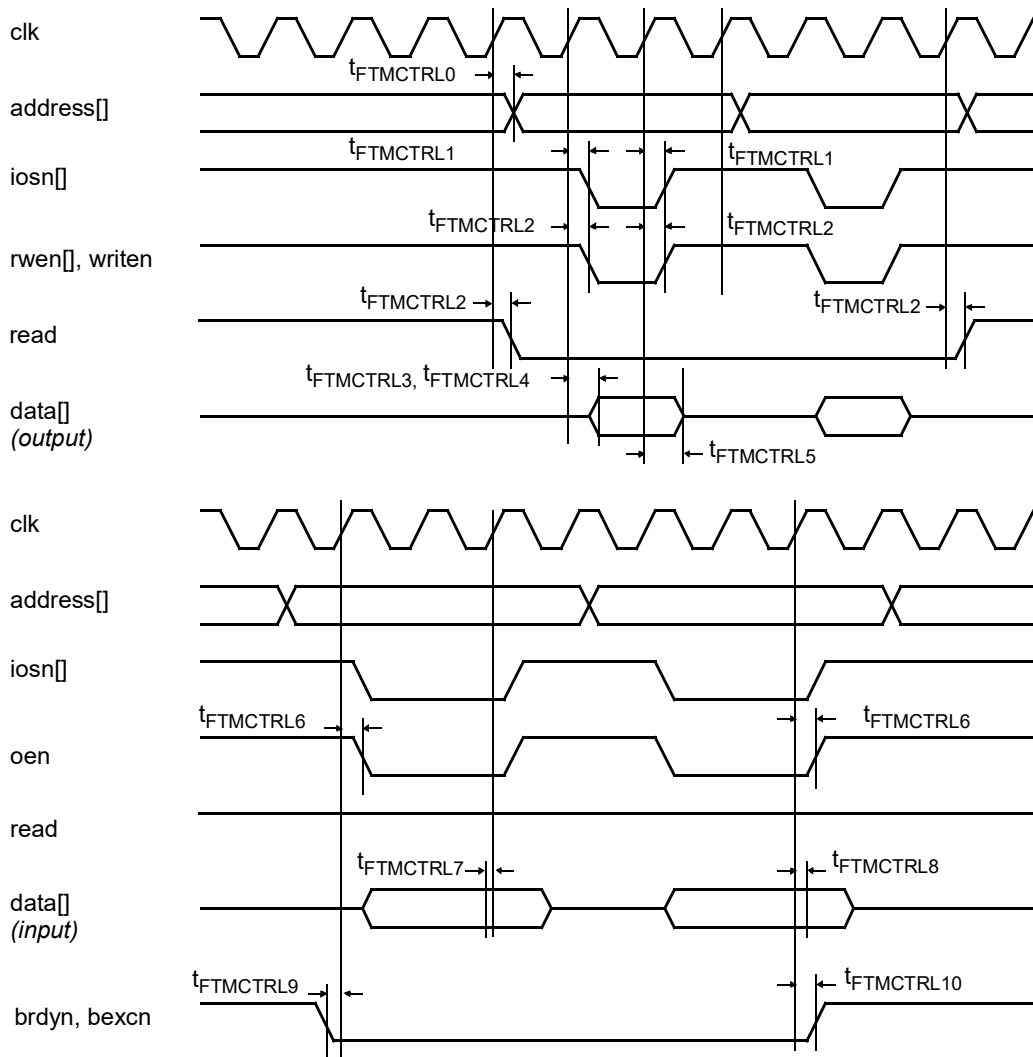 clk
tFTMCTRL0
address[]
tFTMCTRL1 tFTMCTRL1
iosn[]
tFTMCTRL2 tFTMCTRL2
rwen[], writen
tFTMCTRL2 tFTMCTRL2
read
tFTMCTRL3, tFTMCTRL4
data[]
(output)
tFTMCTRL5
clk
address[]
iosn[]
tFTMCTRL6 tFTMCTRL6
oen
read
tFTMCTRL7 tFTMCTRL8
data[]
(input)
tFTMCTRL9 tFTMCTRL10
brdyn, bexcn